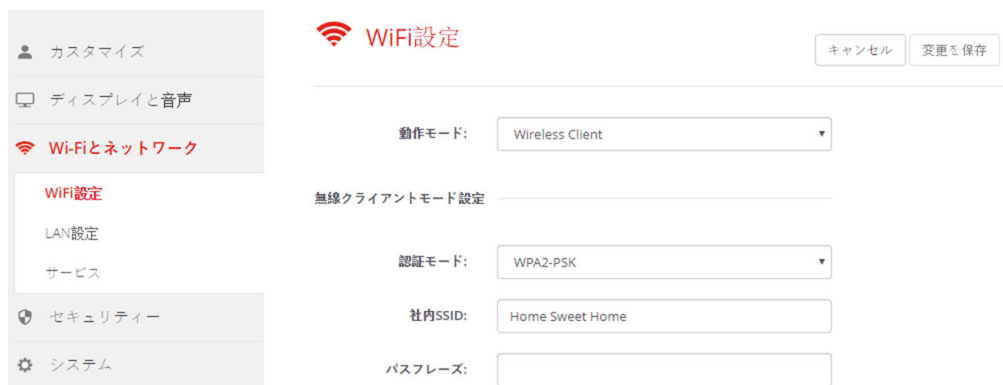 カスタマイズ
ディスプレイと音声
Wi-Fiとネットワーク
WiFi設定
LAN設定
サービス
セキュリティー
システム
WiFi設定
キャンセル
変更を保存
動作モード:
Wireless Client
無線クライアントモード設定
認証モード:
WPA2-PSK
社内SSID:
Home Sweet Home
パスフレーズ: